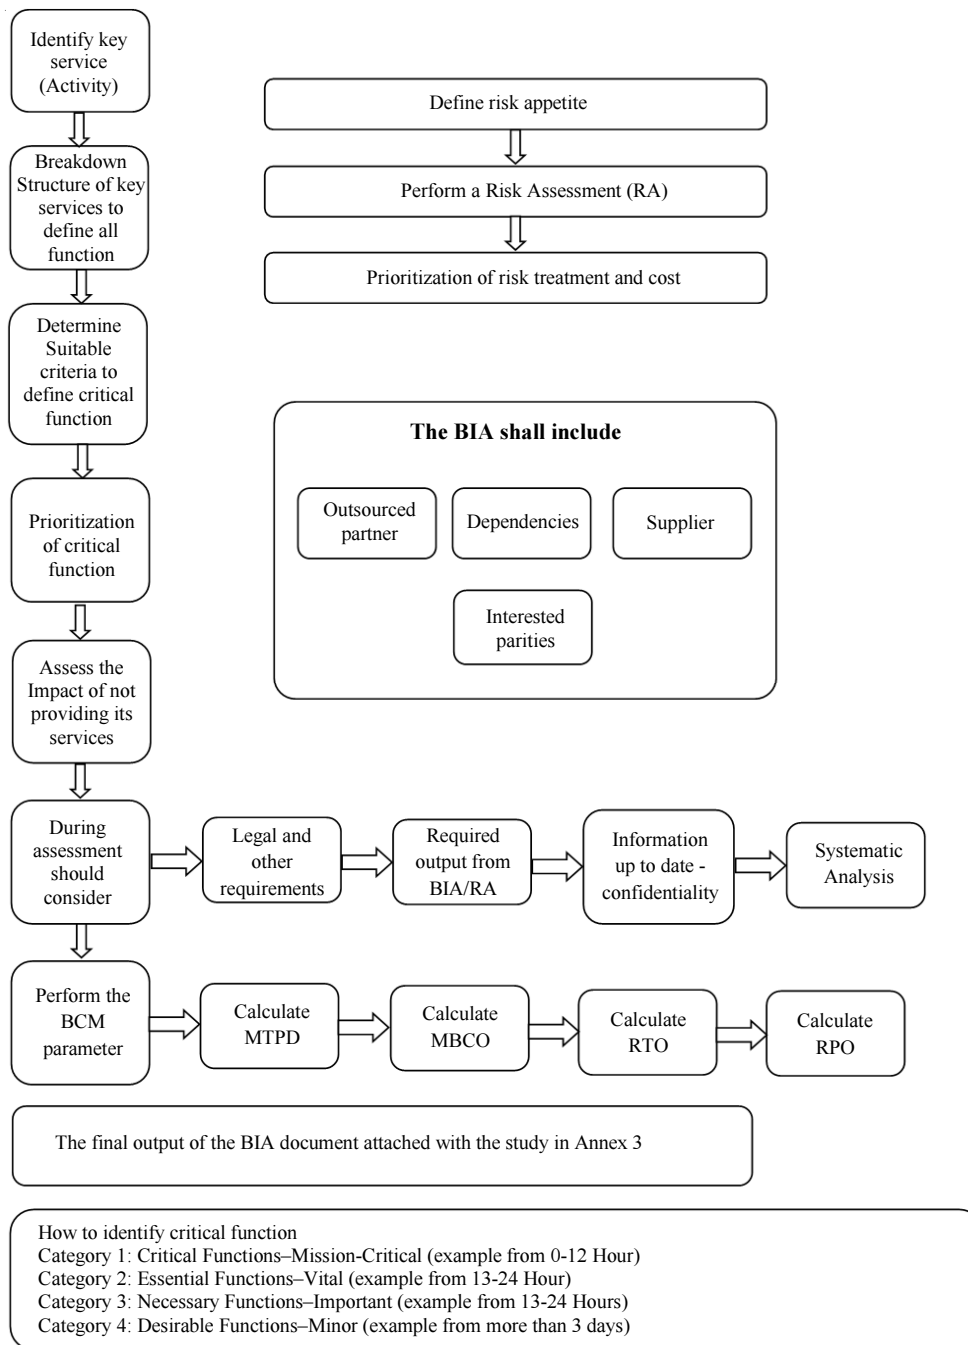 Identify key
service
(Activity)
Breakdown
Structure of key
services to
define all
function
Determine
Suitable
criteria to
define critical
function
Prioritization
of critical
function
Assess the
Impact of not
providing its
services
During
assessment
should
consider
Legal and
other
requirements
Required
output from
BIA/RA
Information
up to date -
confidentiality
Systematic
Analysis
Perform the
BCM
parameter
Calculate
MTPD
Calculate
MBCO
Calculate
RTO
Calculate
RPO
Define risk appetite
Perform a Risk Assessment (RA)
Prioritization of risk treatment and cost
The BIA shall include
Outsourced
partner
Dependencies
Supplier
Interested
parities
The final output of the BIA document attached with the study in Annex 3
How to identify critical function
Category 1: Critical Functions–Mission-Critical (example from 0-12 Hour)
Category 2: Essential Functions–Vital (example from 13-24 Hour)
Category 3: Necessary Functions–Important (example from 13-24 Hours)
Category 4: Desirable Functions–Minor (example from more than 3 days)